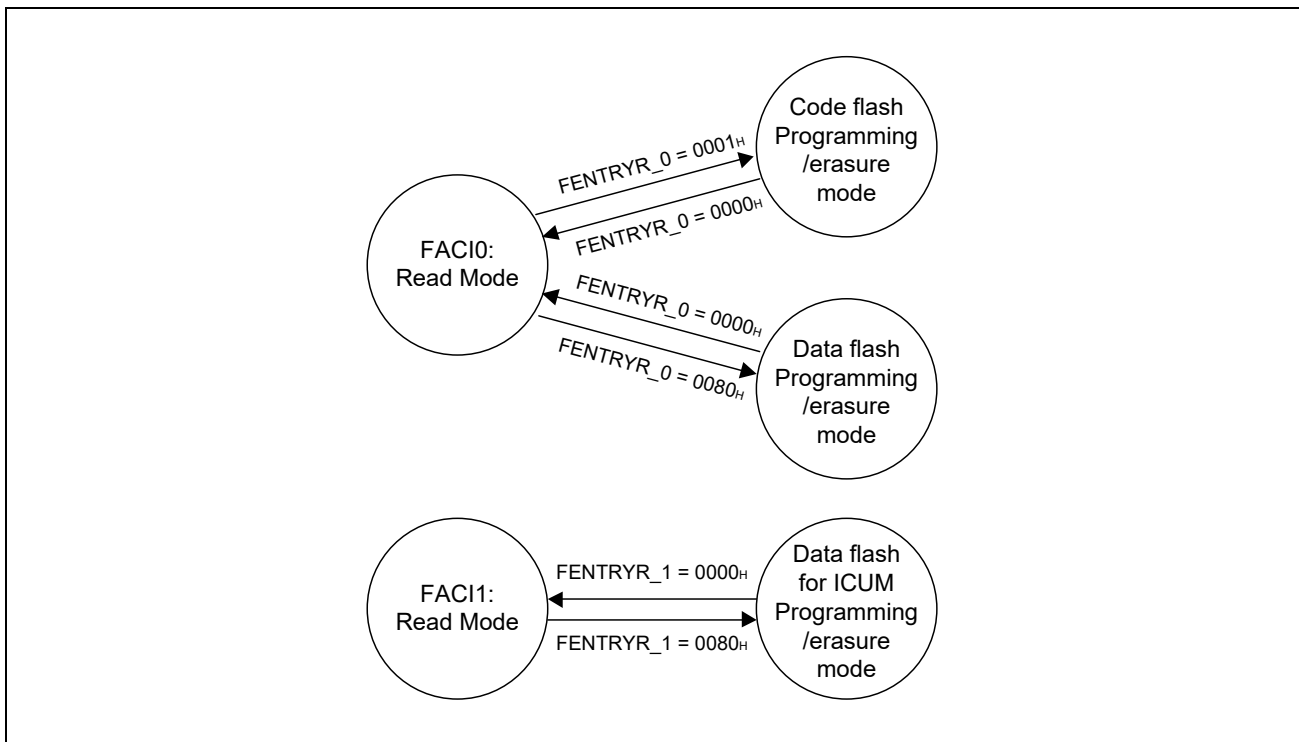 Code flash
Programming
/erasure
mode
FENTRYR_0 = 0001H
FENTRYR_0 = 0000H
FACI0:
Read Mode
FENTRYR_0 = 0000H
FENTRYR_0 = 0080H
Data flash
Programming
/erasure
mode
FACI1:
Read Mode
FENTRYR_1 = 0000H
FENTRYR_1 = 0080H
Data flash
for ICUM
Programming
/erasure
mode